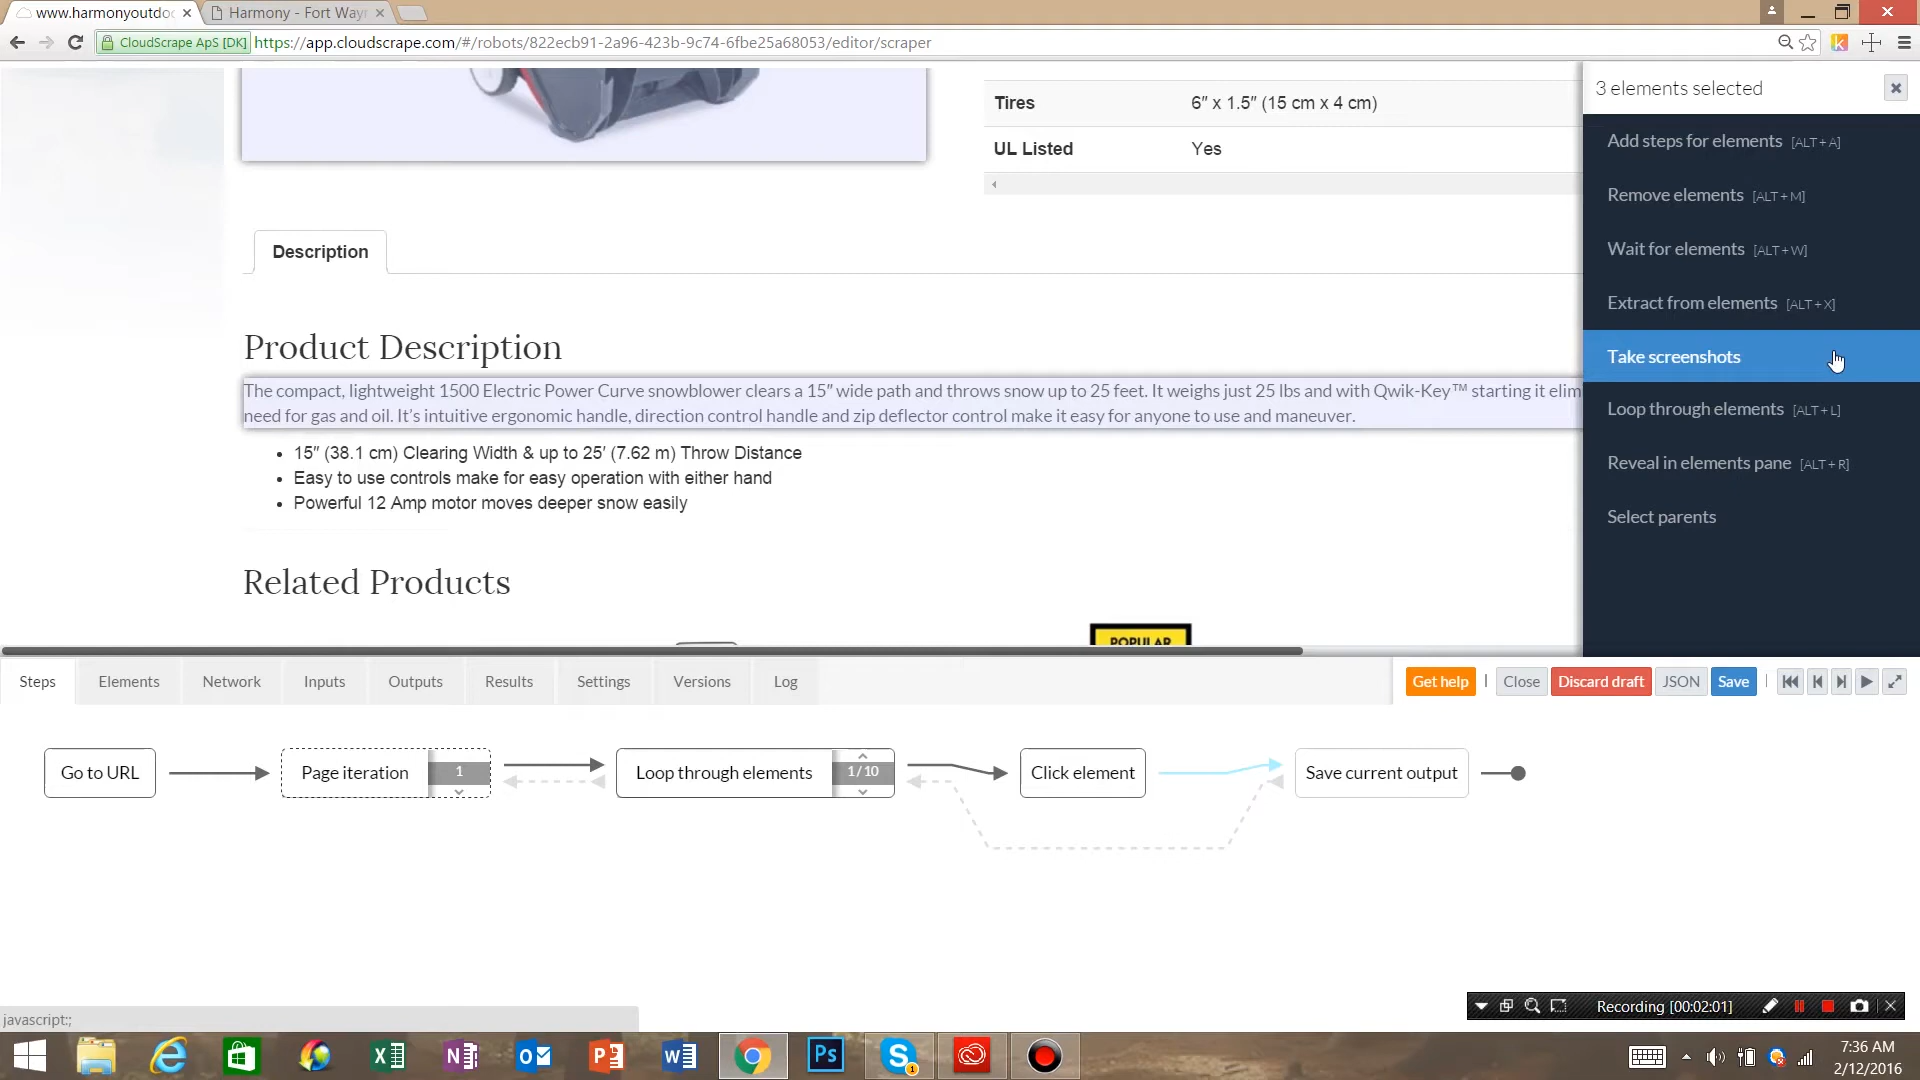 www.harmonyoutdo
Harmony - Fort Way
CloudScrape ApS [DK]
https://app.cloudscrape.com/#/robots/822ecb91-2a96-423b-9c74-6fbe25a68053/editor/scraper
3 elements selected
Tires 6" x 1.5" (15 cm x 4 cm)
UL Listed Yes
Add steps for elements [ALT+A]
Remove elements [ALT+M]
Wait for elements [ALT+W]
Extract from elements [ALT+X]
Take screenshots
Loop through elements [ALT+L]
Reveal in elements pane [ALT+R]
Select parents
Description
Product Description
The compact, lightweight 1500 Electric Power Curve snowblower clears a 15″ wide path and throws snow up to 25 feet. It weighs just 25 lbs and with Qwik-Key™ starting it elim
need for gas and oil. It’s intuitive ergonomic handle, direction control handle and zip deflector control make it easy for anyone to use and maneuver.
• 15″ (38.1 cm) Clearing Width & up to 25′ (7.62 m) Throw Distance
• Easy to use controls make for easy operation with either hand
• Powerful 12 Amp motor moves deeper snow easily
Related Products
POPULAR
Steps Elements Network Inputs Outputs Results Settings Versions Log
Get help | Close Discard draft JSON Save |
Go to URL
Page iteration 1
Loop through elements 1/10
Click element
Save current output
javascript:;
Recording [00:02:01]
7:36 AM
2/12/2016